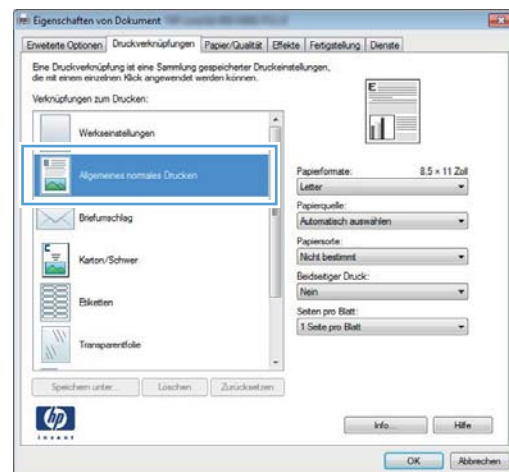 Eigenschaften von Dokument
Erweiterte Optionen Druckverknüpfungen Papier/Qualität Effekte Fertigstellung Dienste
Eine Druckverknüpfung ist eine Sammlung gespeicherter Druckeinstellungen,
die mit einem einzelnen Klick angewendet werden können.
Verknüpfungen zum Drucken:
Werkseinstellungen
Allgemeines normales Drucken
Briefumschlag
Karton/Schwer
Etiketten
Transparentfolie
E
Papierformate: 8.5 × 11 Zoll
Letter
Papierquelle:
Automatisch auswählen
Papiersorte:
Nicht bestimmt
Beidseitiger Druck:
Nein
Seiten pro Blatt:
1 Seite pro Blatt
Speichern unter... Löschen Zurücksetzen
hp
invent
Info... Hilfe
OK Abbrechen